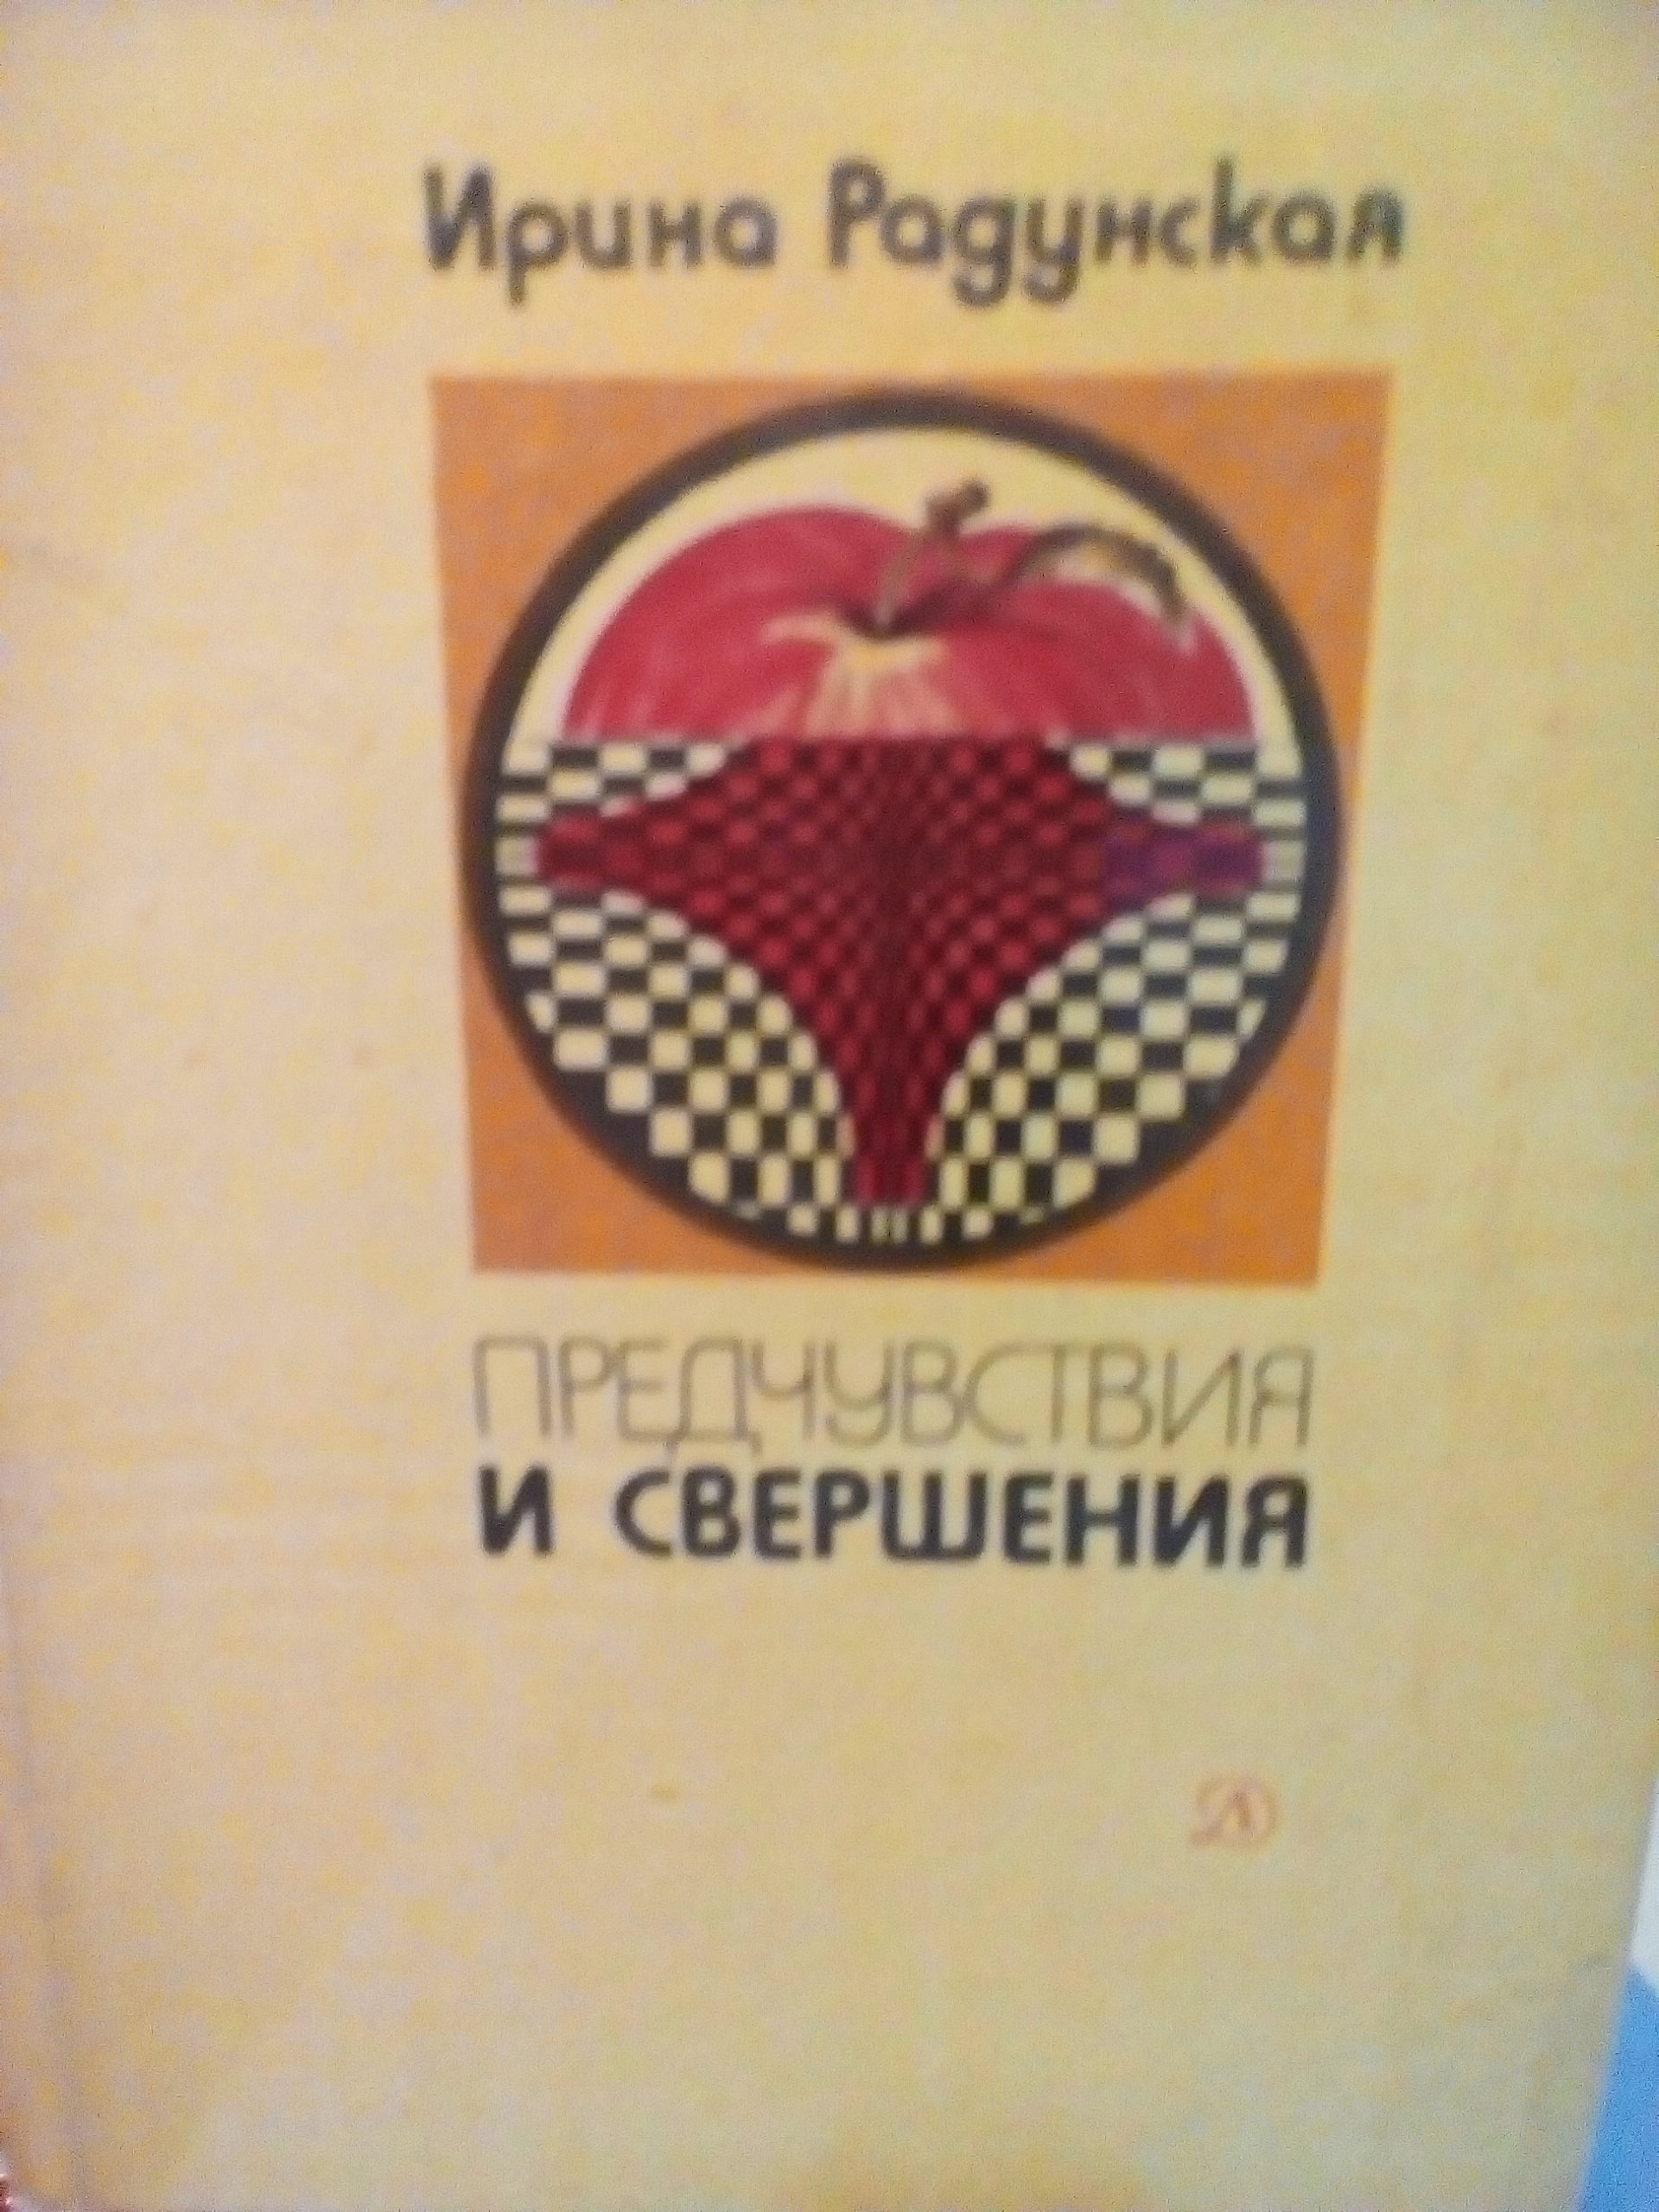 Ирина Радунская
ПРЕДЧУВСТВИЯ
И СВЕРШЕНИЯ